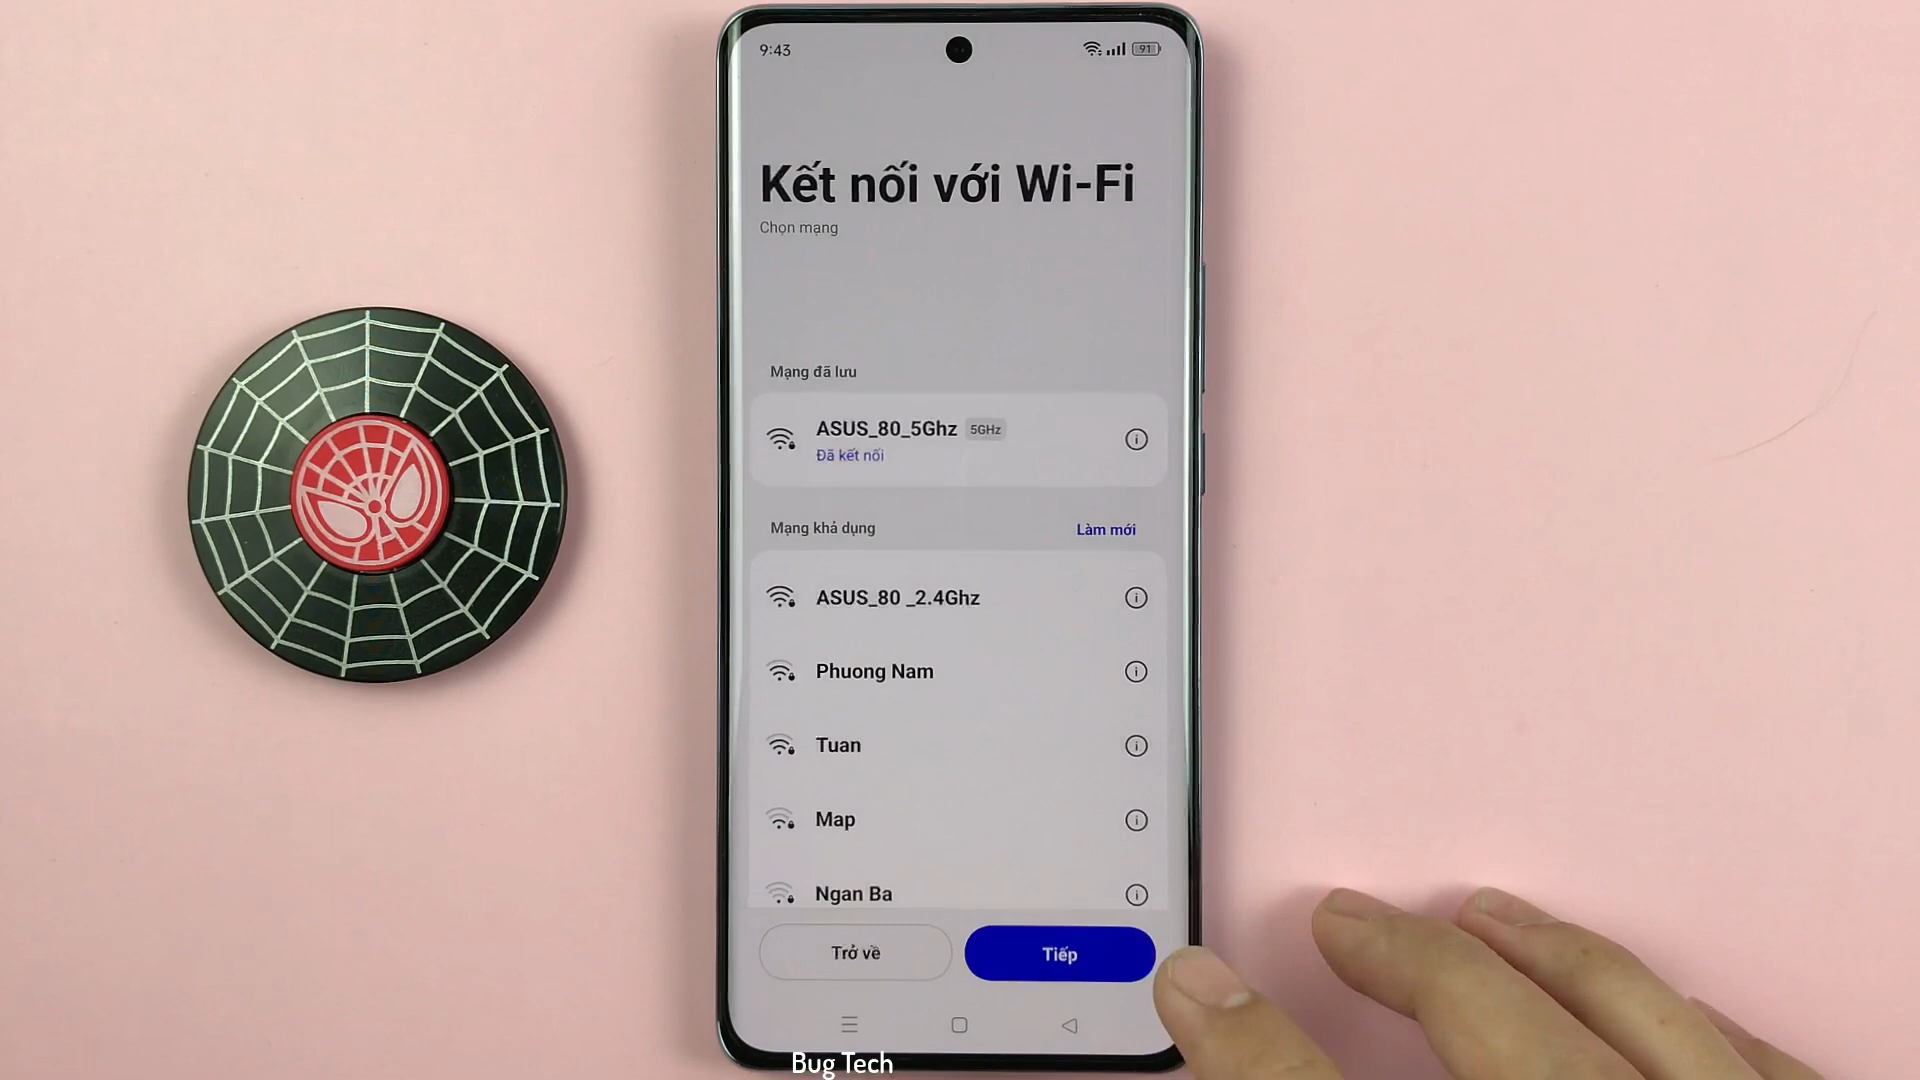 9:43
91
Kết nối với Wi-Fi
Chọn mạng
Mạng đã lưu
ASUS_80_5Ghz 5GHz
Đã kết nối
Mạng khả dụng Làm mới
ASUS_80 _2.4Ghz
Phuong Nam
Tuan
Map
Ngan Ba
Trở về Tiếp
Bug Tech